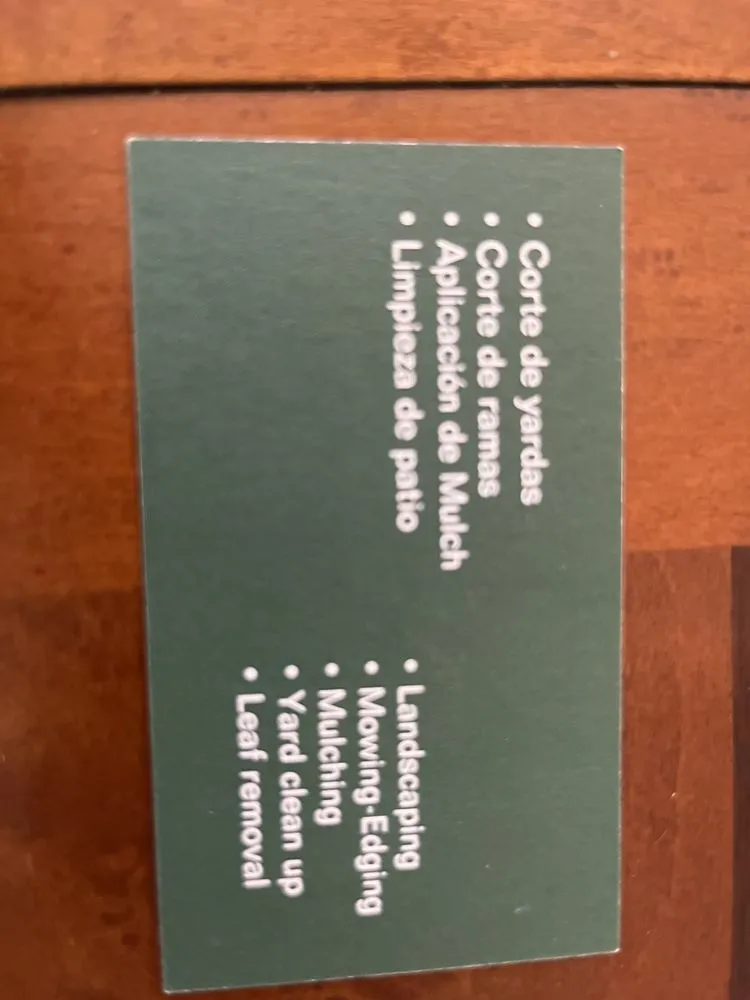 • Corte de yardas
• Corte de ramas
• Aplicación de Mulch
• Limpieza de patio
• Landscaping
• Mowing-Edging
• Mulching
• Yard clean up
• Leaf removal